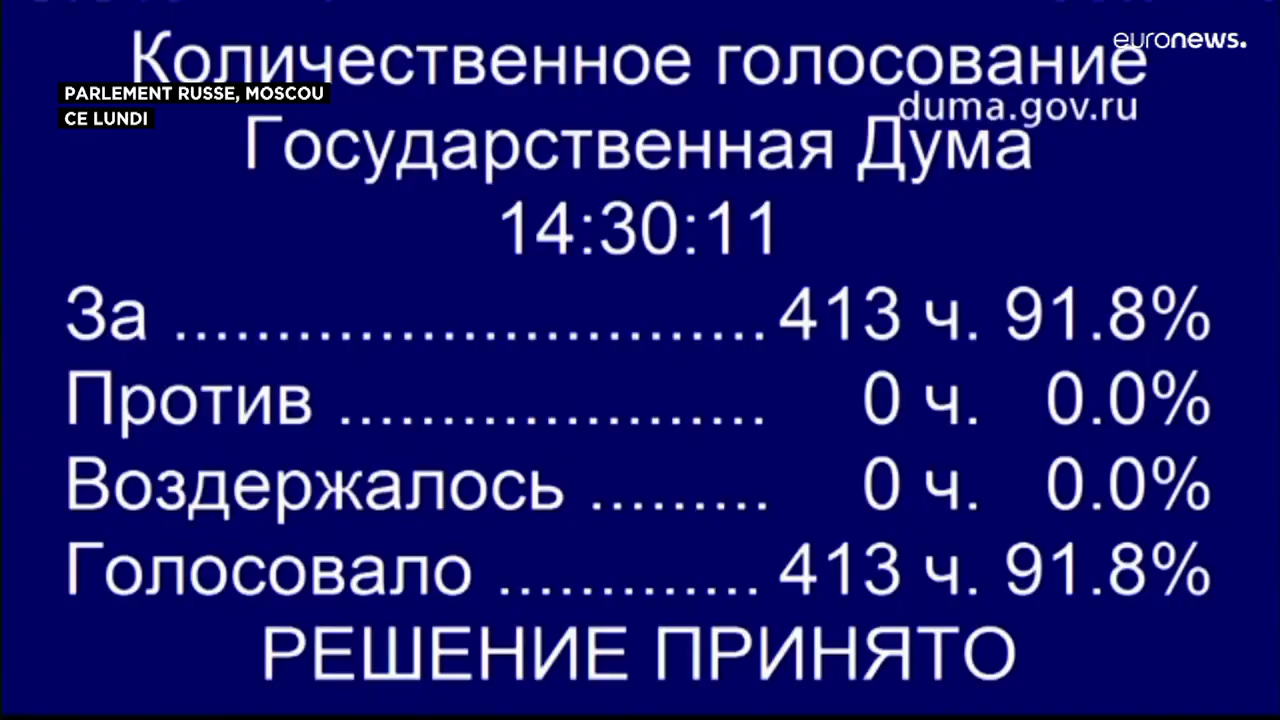 Количественное голосование
euronews.
PARLEMENT RUSSE, MOSCOU
CE LUNDI
duma.gov.ru
Государственная Дума
14:30:11
За ............................. 413 ч. 91.8%
Против ..................... 0 ч. 0.0%
Воздержалось ......... 0 ч. 0.0%
Голосовало ............. 413 ч. 91.8%
РЕШЕНИЕ ПРИНЯТО